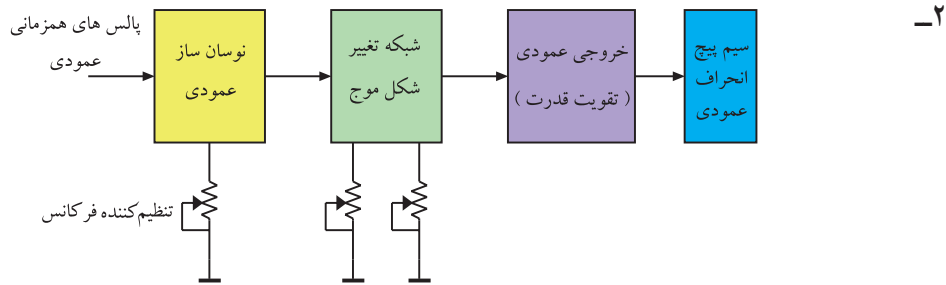 ۲ـ
پالس های همزمانی
عمودی
نوسان ساز
عمودی
شبکه تغییر
شکل موج
خروجی عمودی
( تقویت قدرت )
سیم پیچ
انحراف
عمودی
تنظیم‌کننده فرکانس